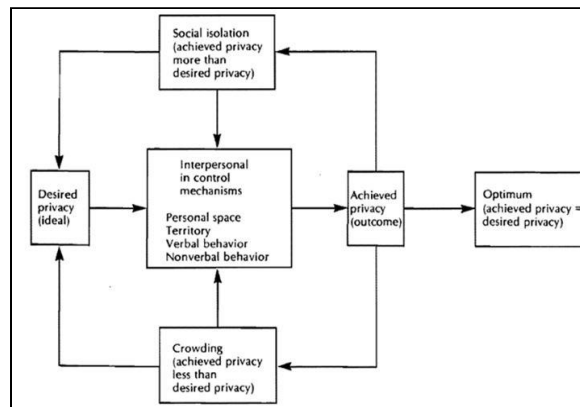 Social isolation
(achieved privacy
more than
desired privacy)
Desired
privacy
(ideal)
Interpersonal
in control
mechanisms
Personal space
Territory
Verbal behavior
Nonverbal behavior
Achieved
privacy
(outcome)
Optimum
(achieved privacy =
desired privacy)
Crowding
(achieved privacy
less than
desired privacy)